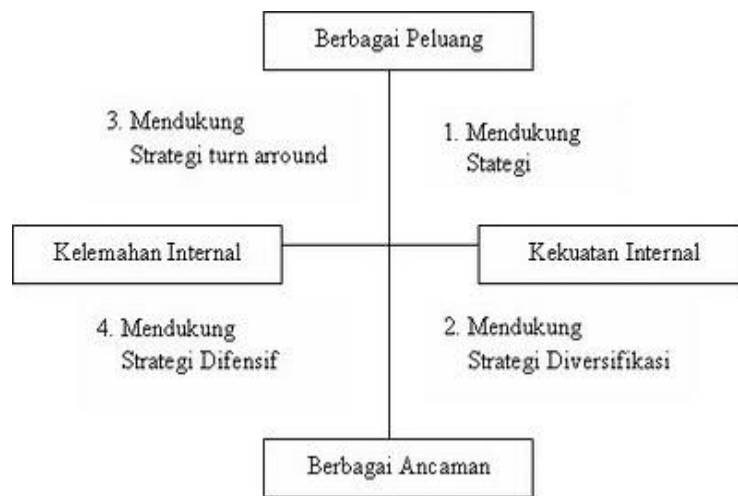 Berbagai Peluang
3. Mendukung
Strategi turn arround
1. Mendukung
Stategi
Kelemahan Internal
Kekuatan Internal
4. Mendukung
Strategi Difensif
2. Mendukung
Strategi Diversifikasi
Berbagai Ancaman